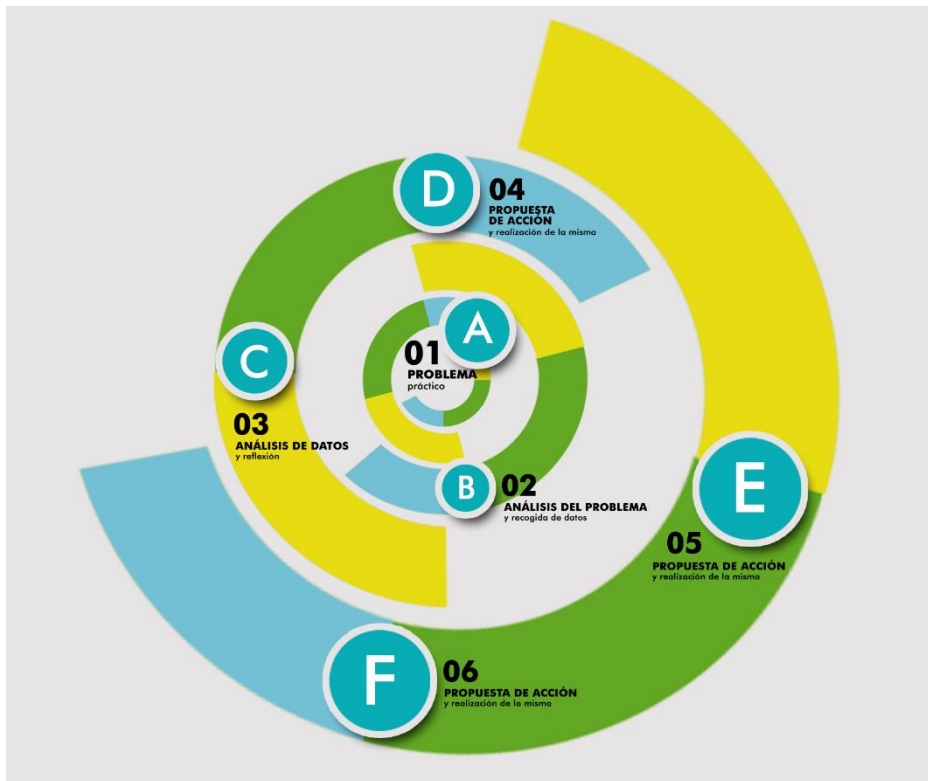 A
01
PROBLEMA
práctico
B
02
ANÁLISIS DEL PROBLEMA
y recogida de datos
C
03
ANÁLISIS DE DATOS
y reflexión
D
04
PROPUESTA
DE ACCIÓN
y realización de la misma
E
05
PROPUESTA DE ACCIÓN
y realización de la misma
F
06
PROPUESTA DE ACCIÓN
y realización de la misma